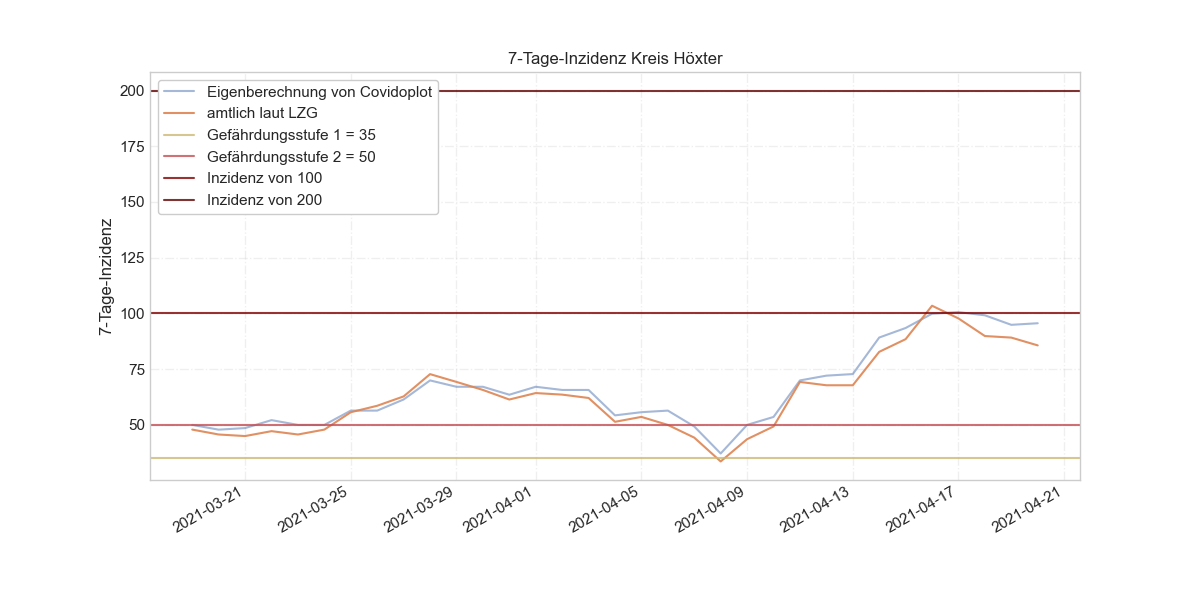 7-Tage-Inzidenz Kreis Höxter
Eigenberechnung von Covidoplot
amtlich laut LZG
Gefährdungsstufe 1 = 35
Gefährdungsstufe 2 = 50
Inzidenz von 100
Inzidenz von 200
7-Tage-Inzidenz
200
175
150
125
100
75
50
2021-03-21
2021-03-25
2021-03-29
2021-04-01
2021-04-05
2021-04-09
2021-04-13
2021-04-17
2021-04-21